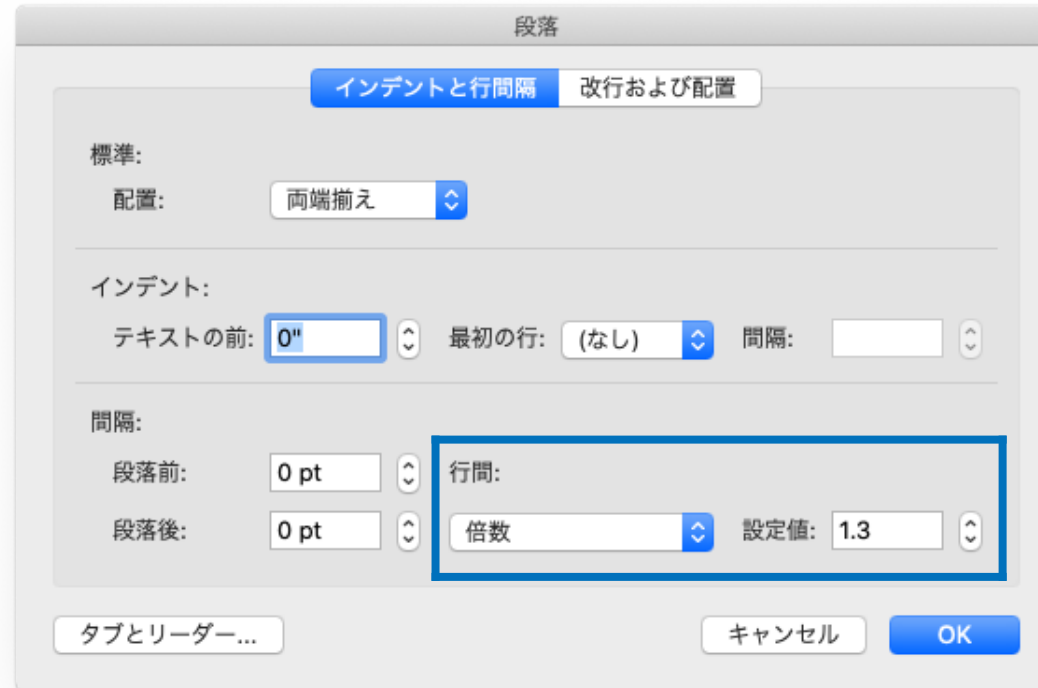 段落
インデントと行間隔 改行および配置
標準:
配置: 両端揃え
インデント:
テキストの前: 0" 最初の行: (なし) 間隔:
間隔:
段落前: 0 pt 行間:
段落後: 0 pt 倍数 設定値: 1.3
タブとリーダー... キャンセル OK